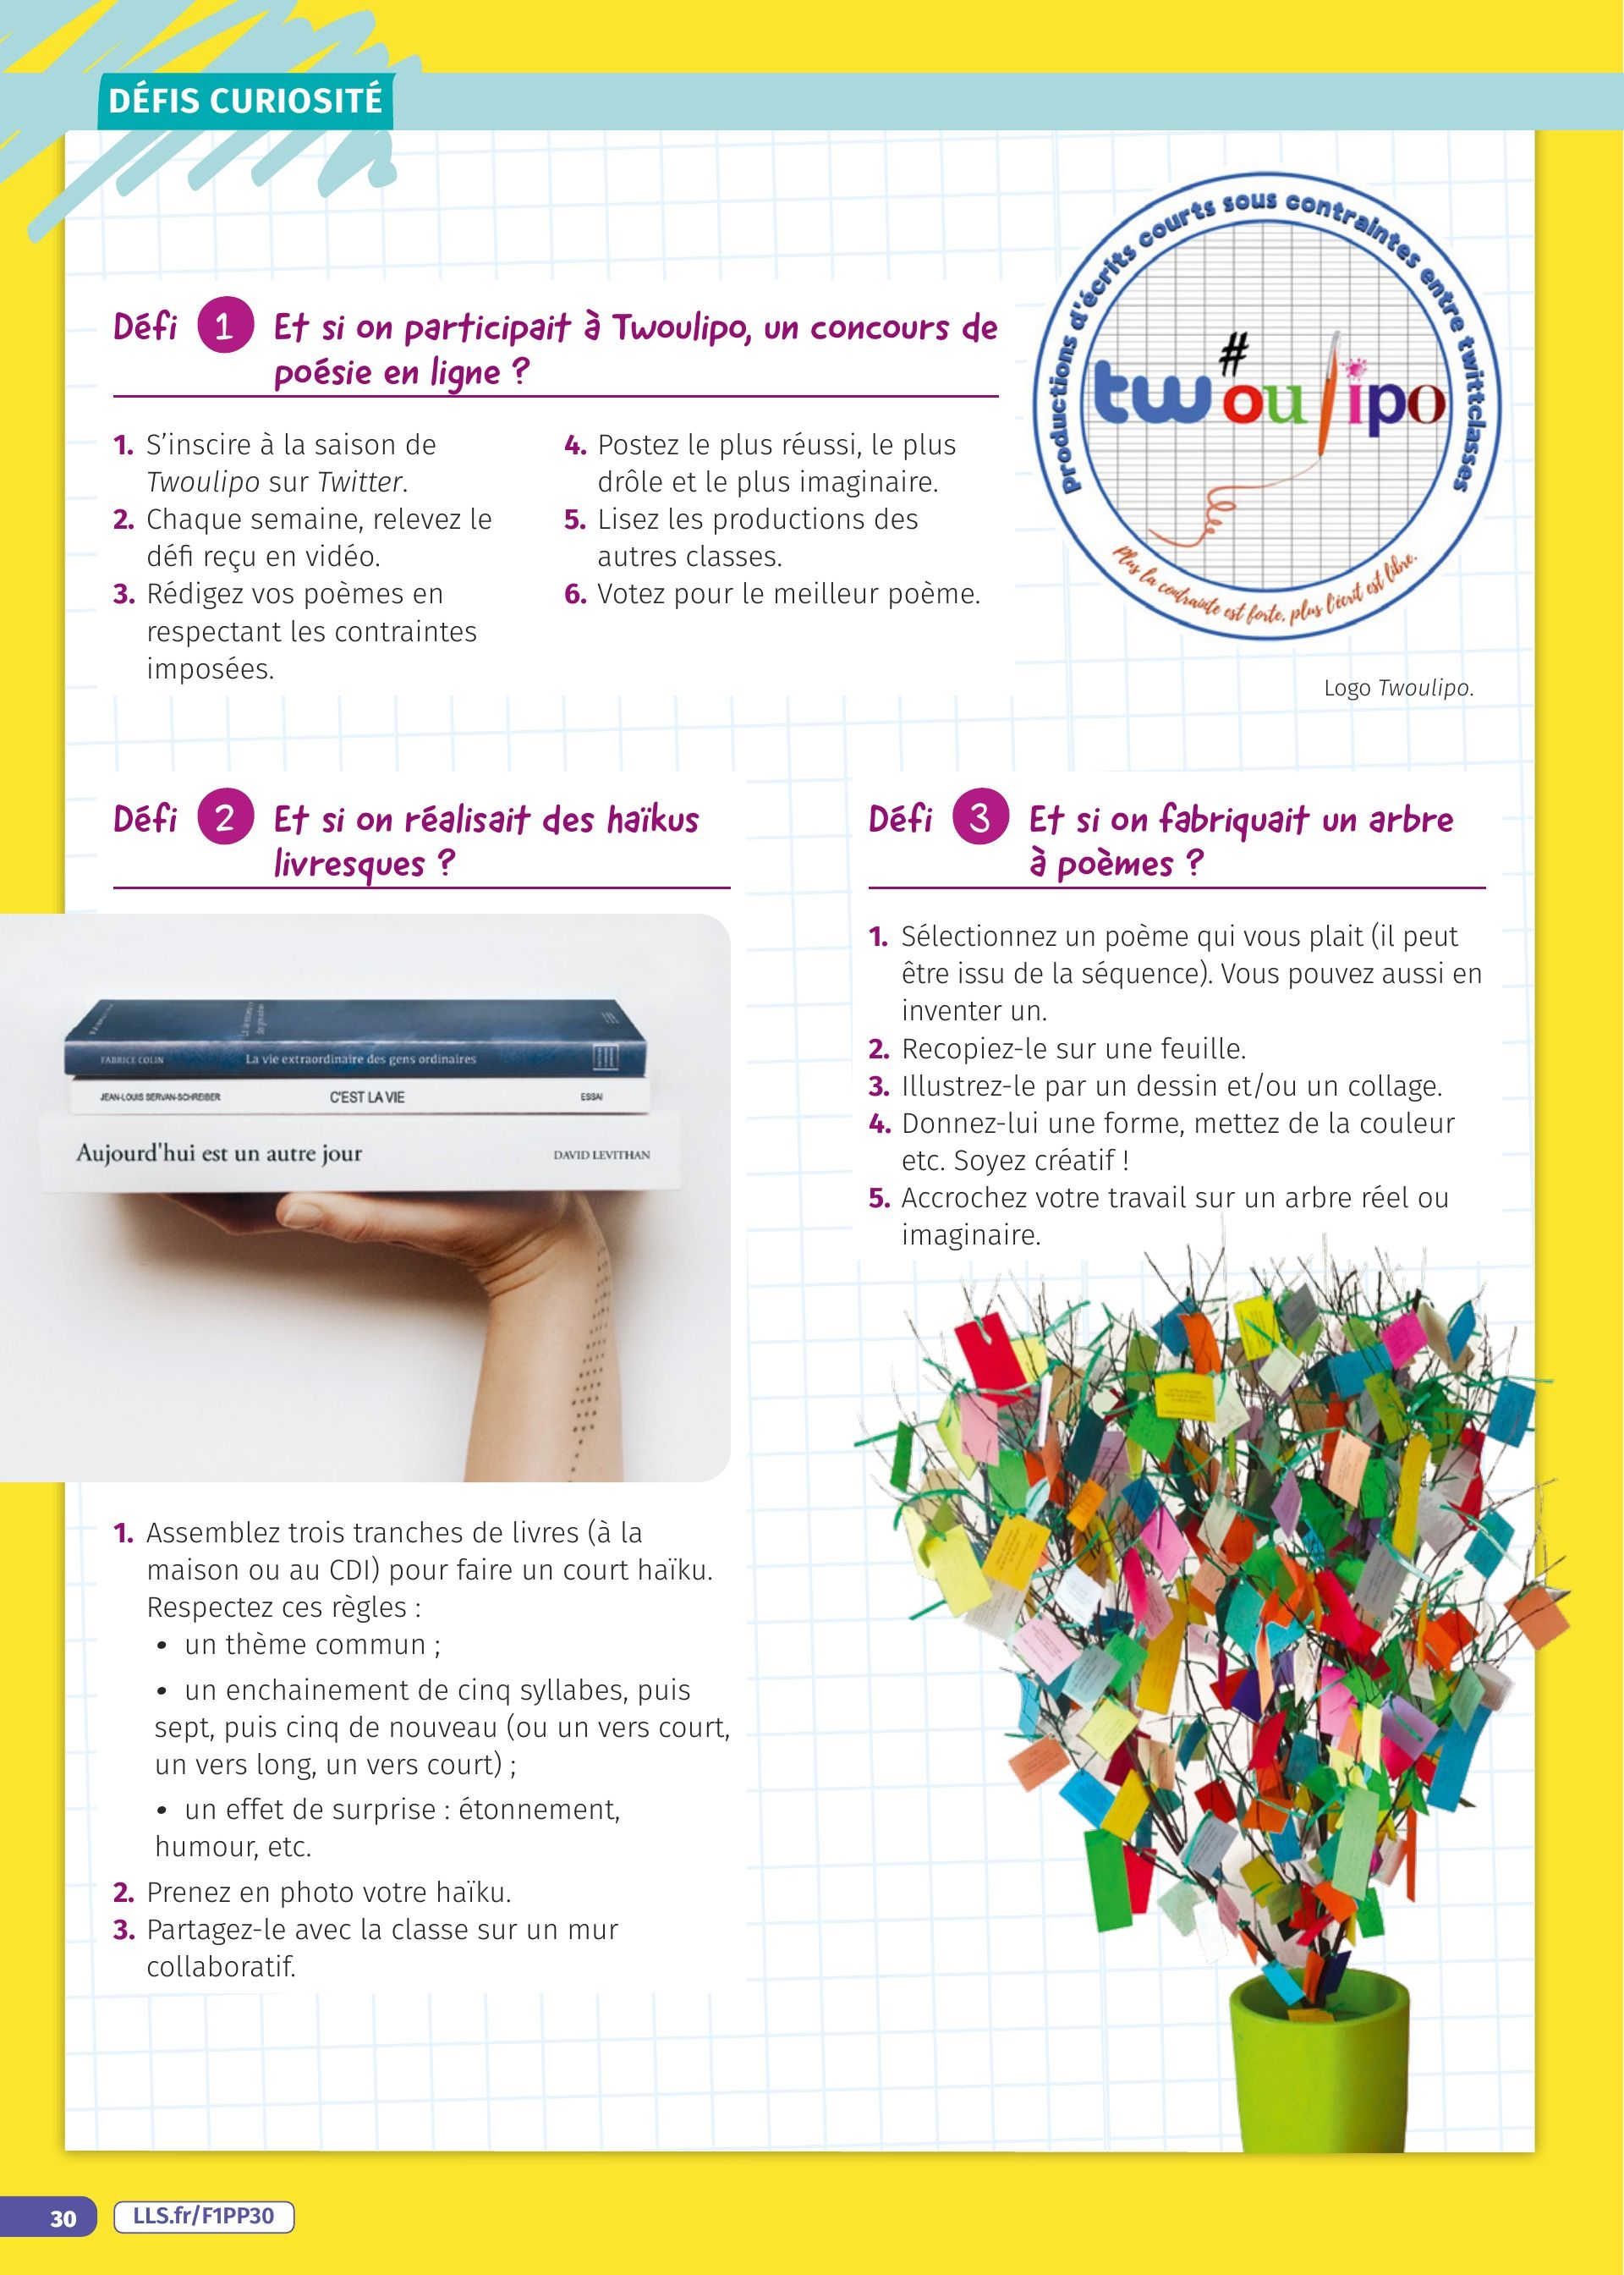 DÉFIS CURIOSITÉ
productions d'écrits courts sous contraintes entre twittclasses
#
twoulipo
Plus la contrainte est forte, plus l'écrit est libre.
Logo Twoulipo.
Défi 1 Et si on participait à Twoulipo, un concours de
poésie en ligne ?
1. S'inscire à la saison de
Twoulipo sur Twitter.
2. Chaque semaine, relevez le
défi reçu en vidéo.
3. Rédigez vos poèmes en
respectant les contraintes
imposées.
4. Postez le plus réussi, le plus
drôle et le plus imaginaire.
5. Lisez les productions des
autres classes.
6. Votez pour le meilleur poème.
Défi 2 Et si on réalisait des haïkus
livresques ?
FABRICE COLIN La vie extraordinaire des gens ordinaires
JEAN-LOUIS SERVAN-SCHREIBER C'EST LA VIE ESSAI
Aujourd'hui est un autre jour DAVID LEVITHAN
1. Assemblez trois tranches de livres (à la
maison ou au CDI) pour faire un court haïku.
Respectez ces règles :
• un thème commun ;
• un enchainement de cinq syllabes, puis
sept, puis cinq de nouveau (ou un vers court,
un vers long, un vers court) ;
• un effet de surprise : étonnement,
humour, etc.
2. Prenez en photo votre haïku.
3. Partagez-le avec la classe sur un mur
collaboratif.
Défi 3 Et si on fabriquait un arbre
à poèmes ?
1. Sélectionnez un poème qui vous plait (il peut
être issu de la séquence). Vous pouvez aussi en
inventer un.
2. Recopiez-le sur une feuille.
3. Illustrez-le par un dessin et/ou un collage.
4. Donnez-lui une forme, mettez de la couleur
etc. Soyez créatif !
5. Accrochez votre travail sur un arbre réel ou
imaginaire.
30
LLS.fr/F1PP30